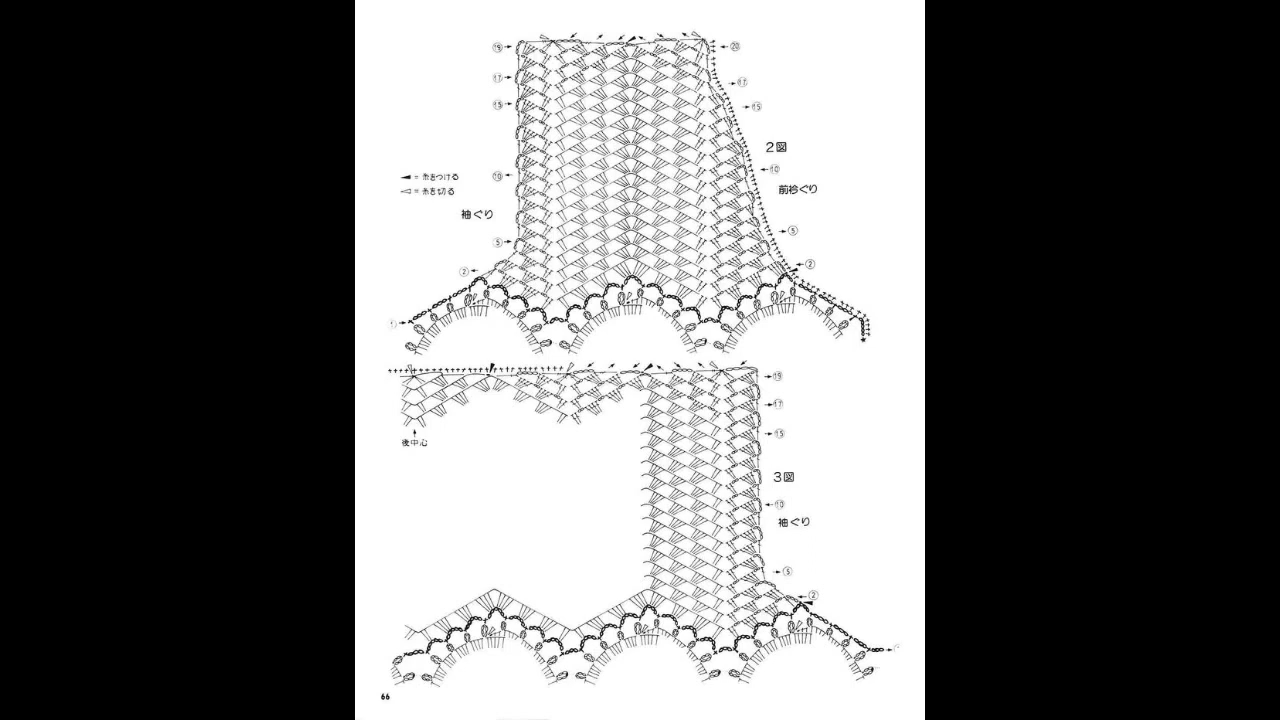 ⑲
⑳
⑰
⑰
⑮
⑮
2図
⑩
⑩
= 糸をつける
= 糸を切る
前衿ぐり
袖ぐり
⑤
⑤
②
②
⑲
⑰
⑮
後中心
3図
⑩
袖ぐり
⑤
②
66